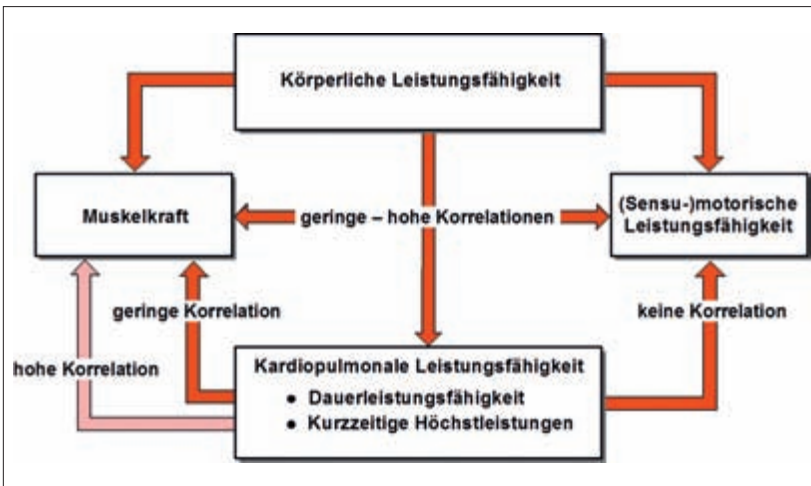 Körperliche Leistungsfähigkeit
Muskelkraft
geringe – hohe Korrelationen
(Sensu-)motorische
Leistungsfähigkeit
geringe Korrelation
keine Korrelation
hohe Korrelation
Kardiopulmonale Leistungsfähigkeit
● Dauerleistungsfähigkeit
● Kurzzeitige Höchstleistungen